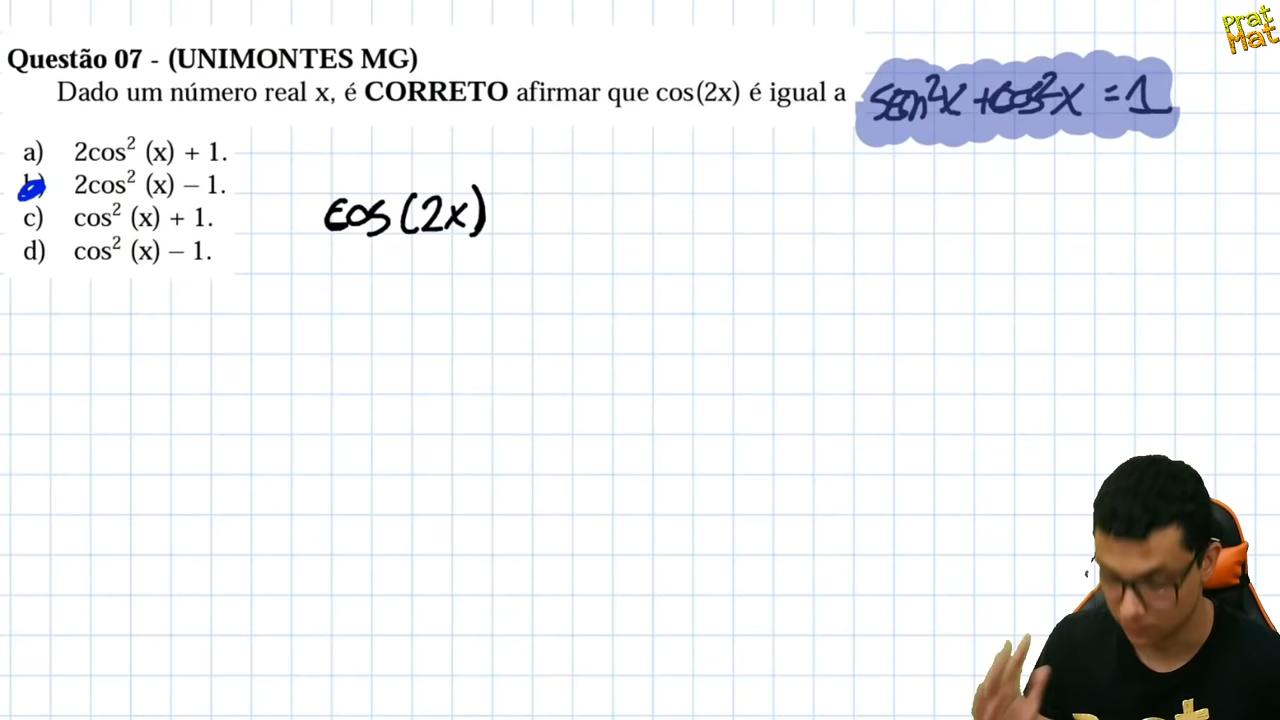 Prat
Mat
Questão 07 - (UNIMONTES MG)
Dado um número real x, é CORRETO afirmar que cos(2x) é igual a
sen²x + cos²x = 1
a) 2cos² (x) + 1.
2cos² (x) – 1.
c) cos² (x) + 1.
d) cos² (x) – 1.
cos(2x)